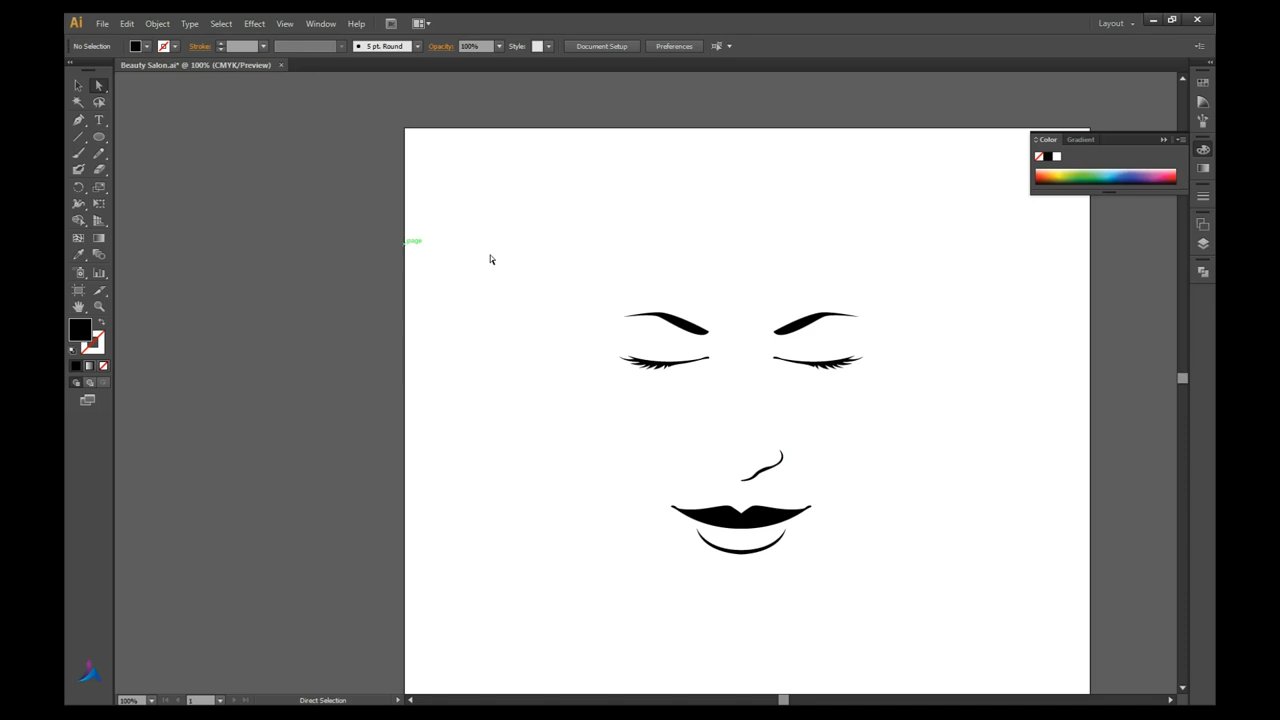 Ai File Edit Object Type Select Effect View Window Help Layout
No Selection Stroke: 5 pt. Round Opacity: 100% Style: Document Setup Preferences
Beauty Salon.ai* @ 100% (CMYK/Preview) ×
Color Gradient
page
100% 1 Direct Selection